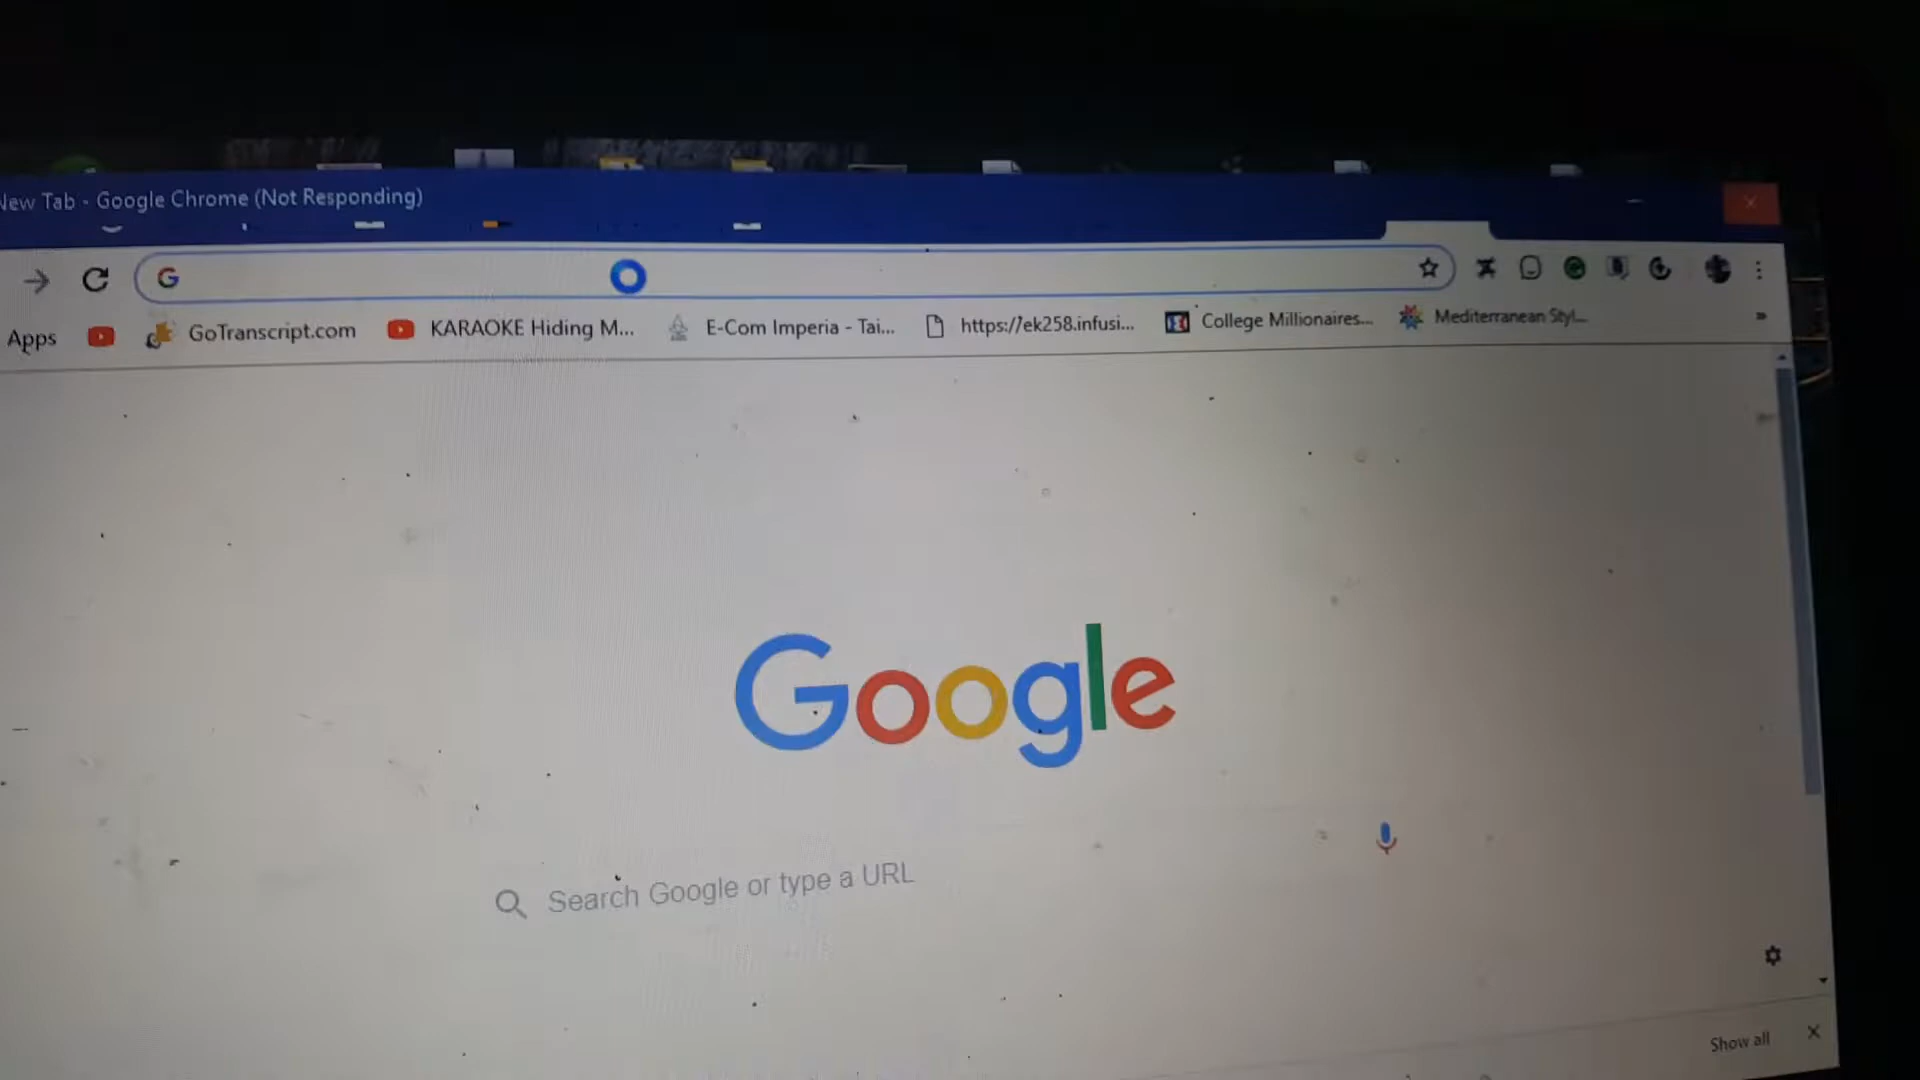 New Tab - Google Chrome (Not Responding)
G
Apps GoTranscript.com KARAOKE Hiding M... E-Com Imperia - Tai... https://ek258.infusi... College Millionaires... Mediterranean Styl...
Google
Search Google or type a URL
Show all